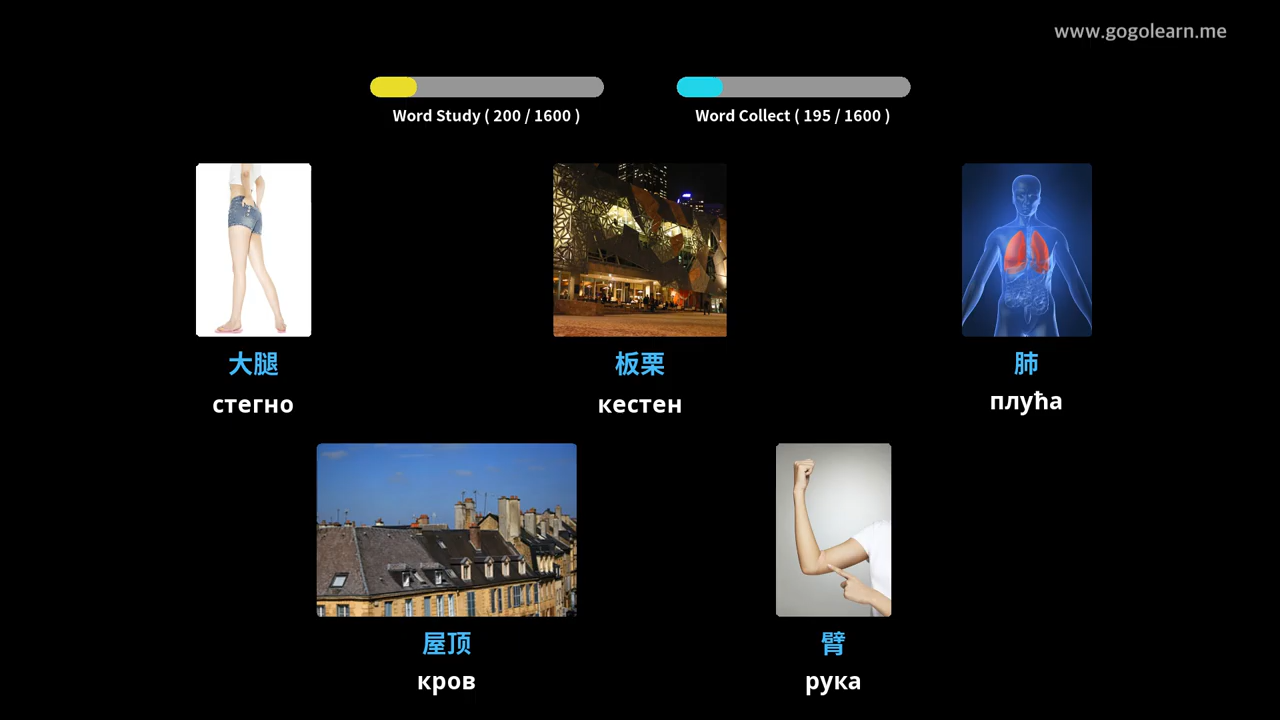 www.gogolearn.me
Word Study ( 200 / 1600 )
Word Collect ( 195 / 1600 )
大腿
板栗
肺
стегно
кестен
плућа
屋顶
臂
кров
рука